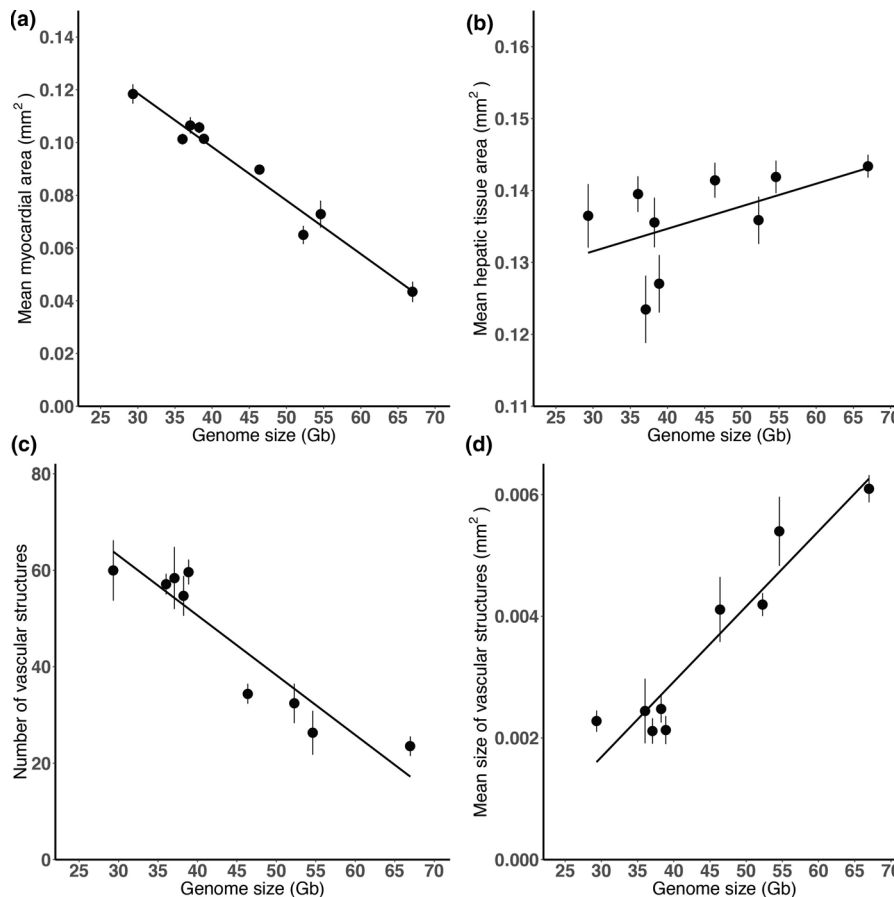 (a)
Mean myocardial area (mm2)
0.14
0.12
0.10
0.08
0.06
0.04
0.02
0.00
25 30 35 40 45 50 55 60 65 70
Genome size (Gb)
(b)
Mean hepatic tissue area (mm2)
0.16
0.15
0.14
0.13
0.12
0.11
25 30 35 40 45 50 55 60 65 70
Genome size (Gb)
(c)
Number of vascular structures
80
60
40
20
0
25 30 35 40 45 50 55 60 65 70
Genome size (Gb)
(d)
Mean size of vascular structures (mm2)
0.006
0.004
0.002
0.000
25 30 35 40 45 50 55 60 65 70
Genome size (Gb)